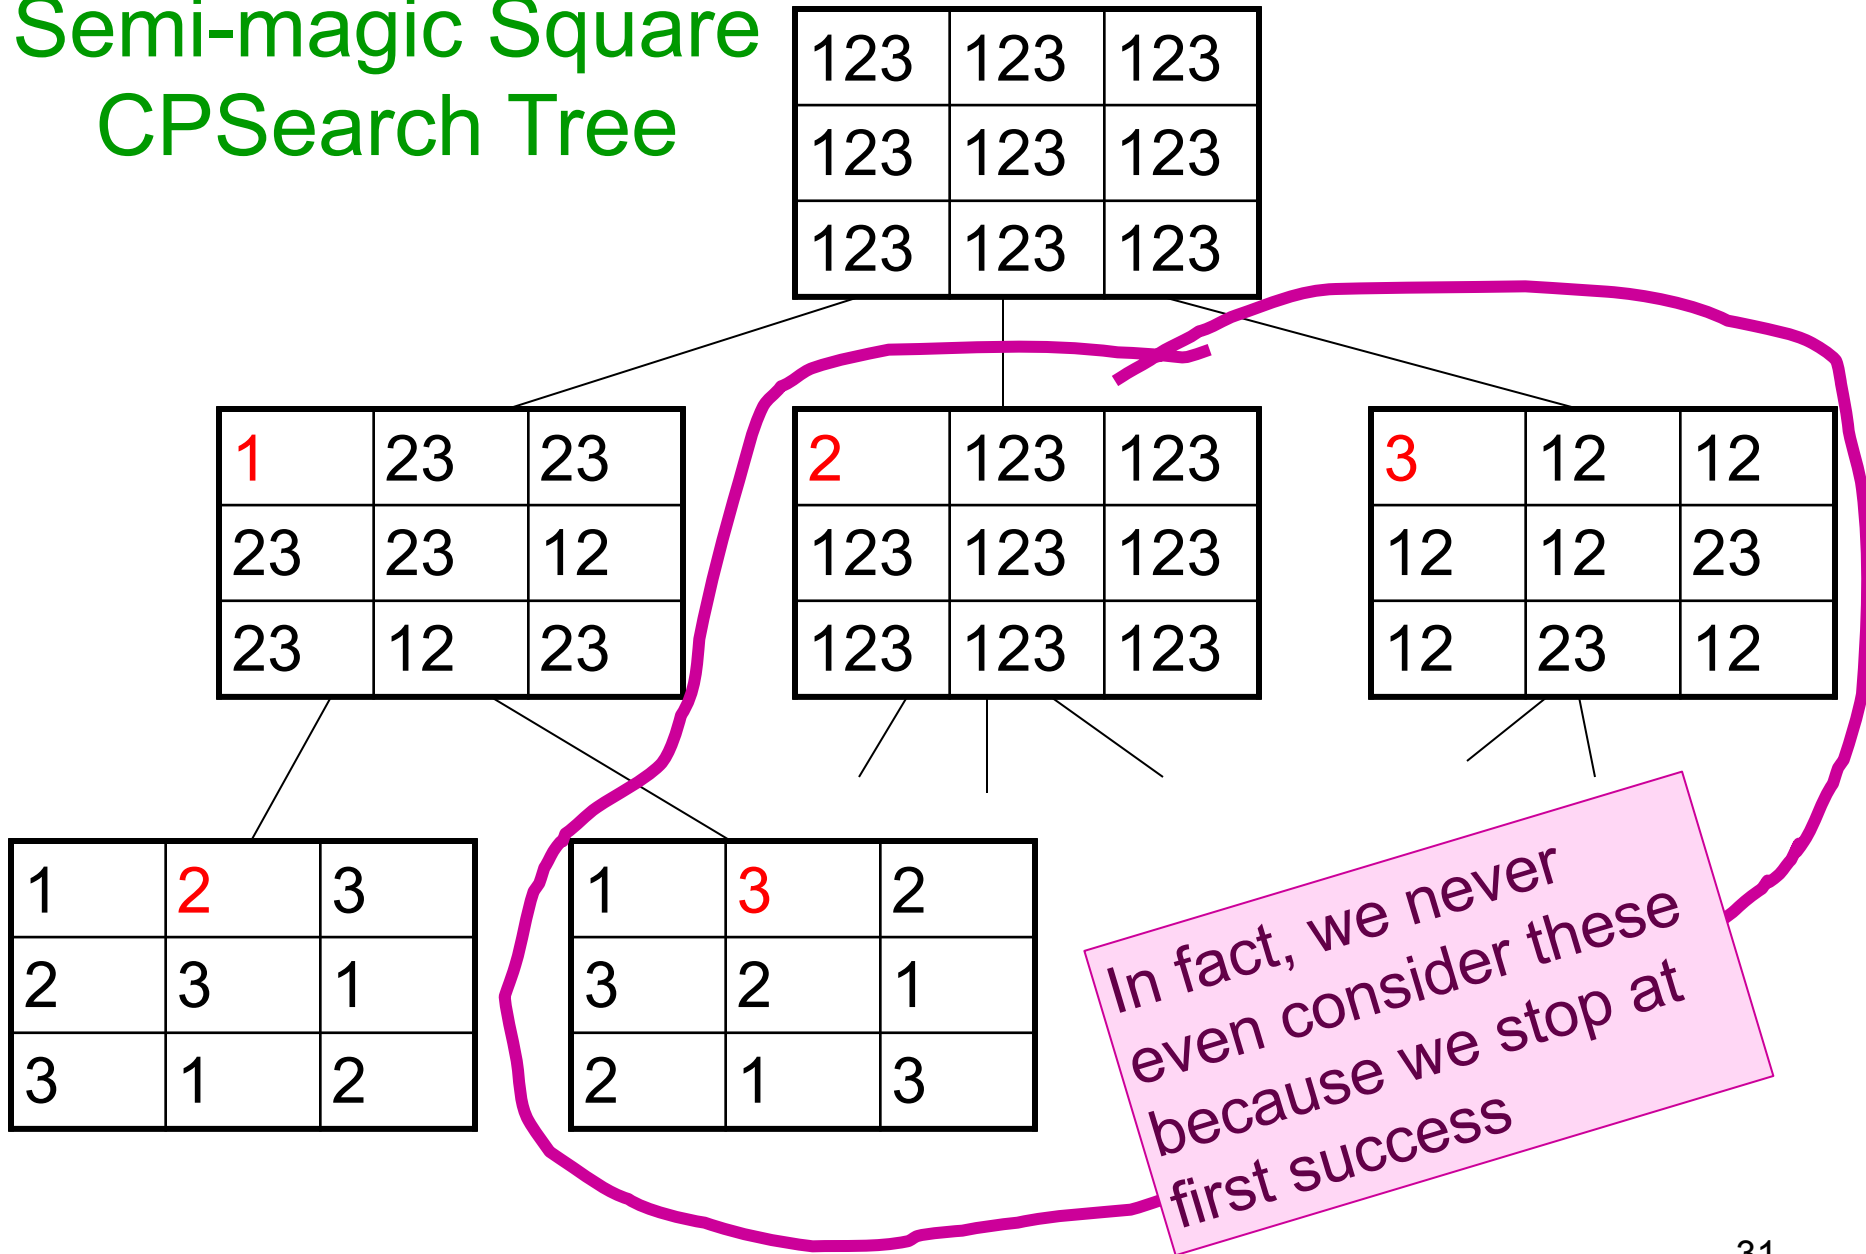 Semi-magic Square
CPSearch Tree
123 123 123
123 123 123
123 123 123
1 23 23
23 23 12
23 12 23
2 123 123
123 123 123
123 123 123
3 12 12
12 12 23
12 23 12
1 2 3
2 3 1
3 1 2
1 3 2
3 2 1
2 1 3
In fact, we never
even consider these
because we stop at
first success
31